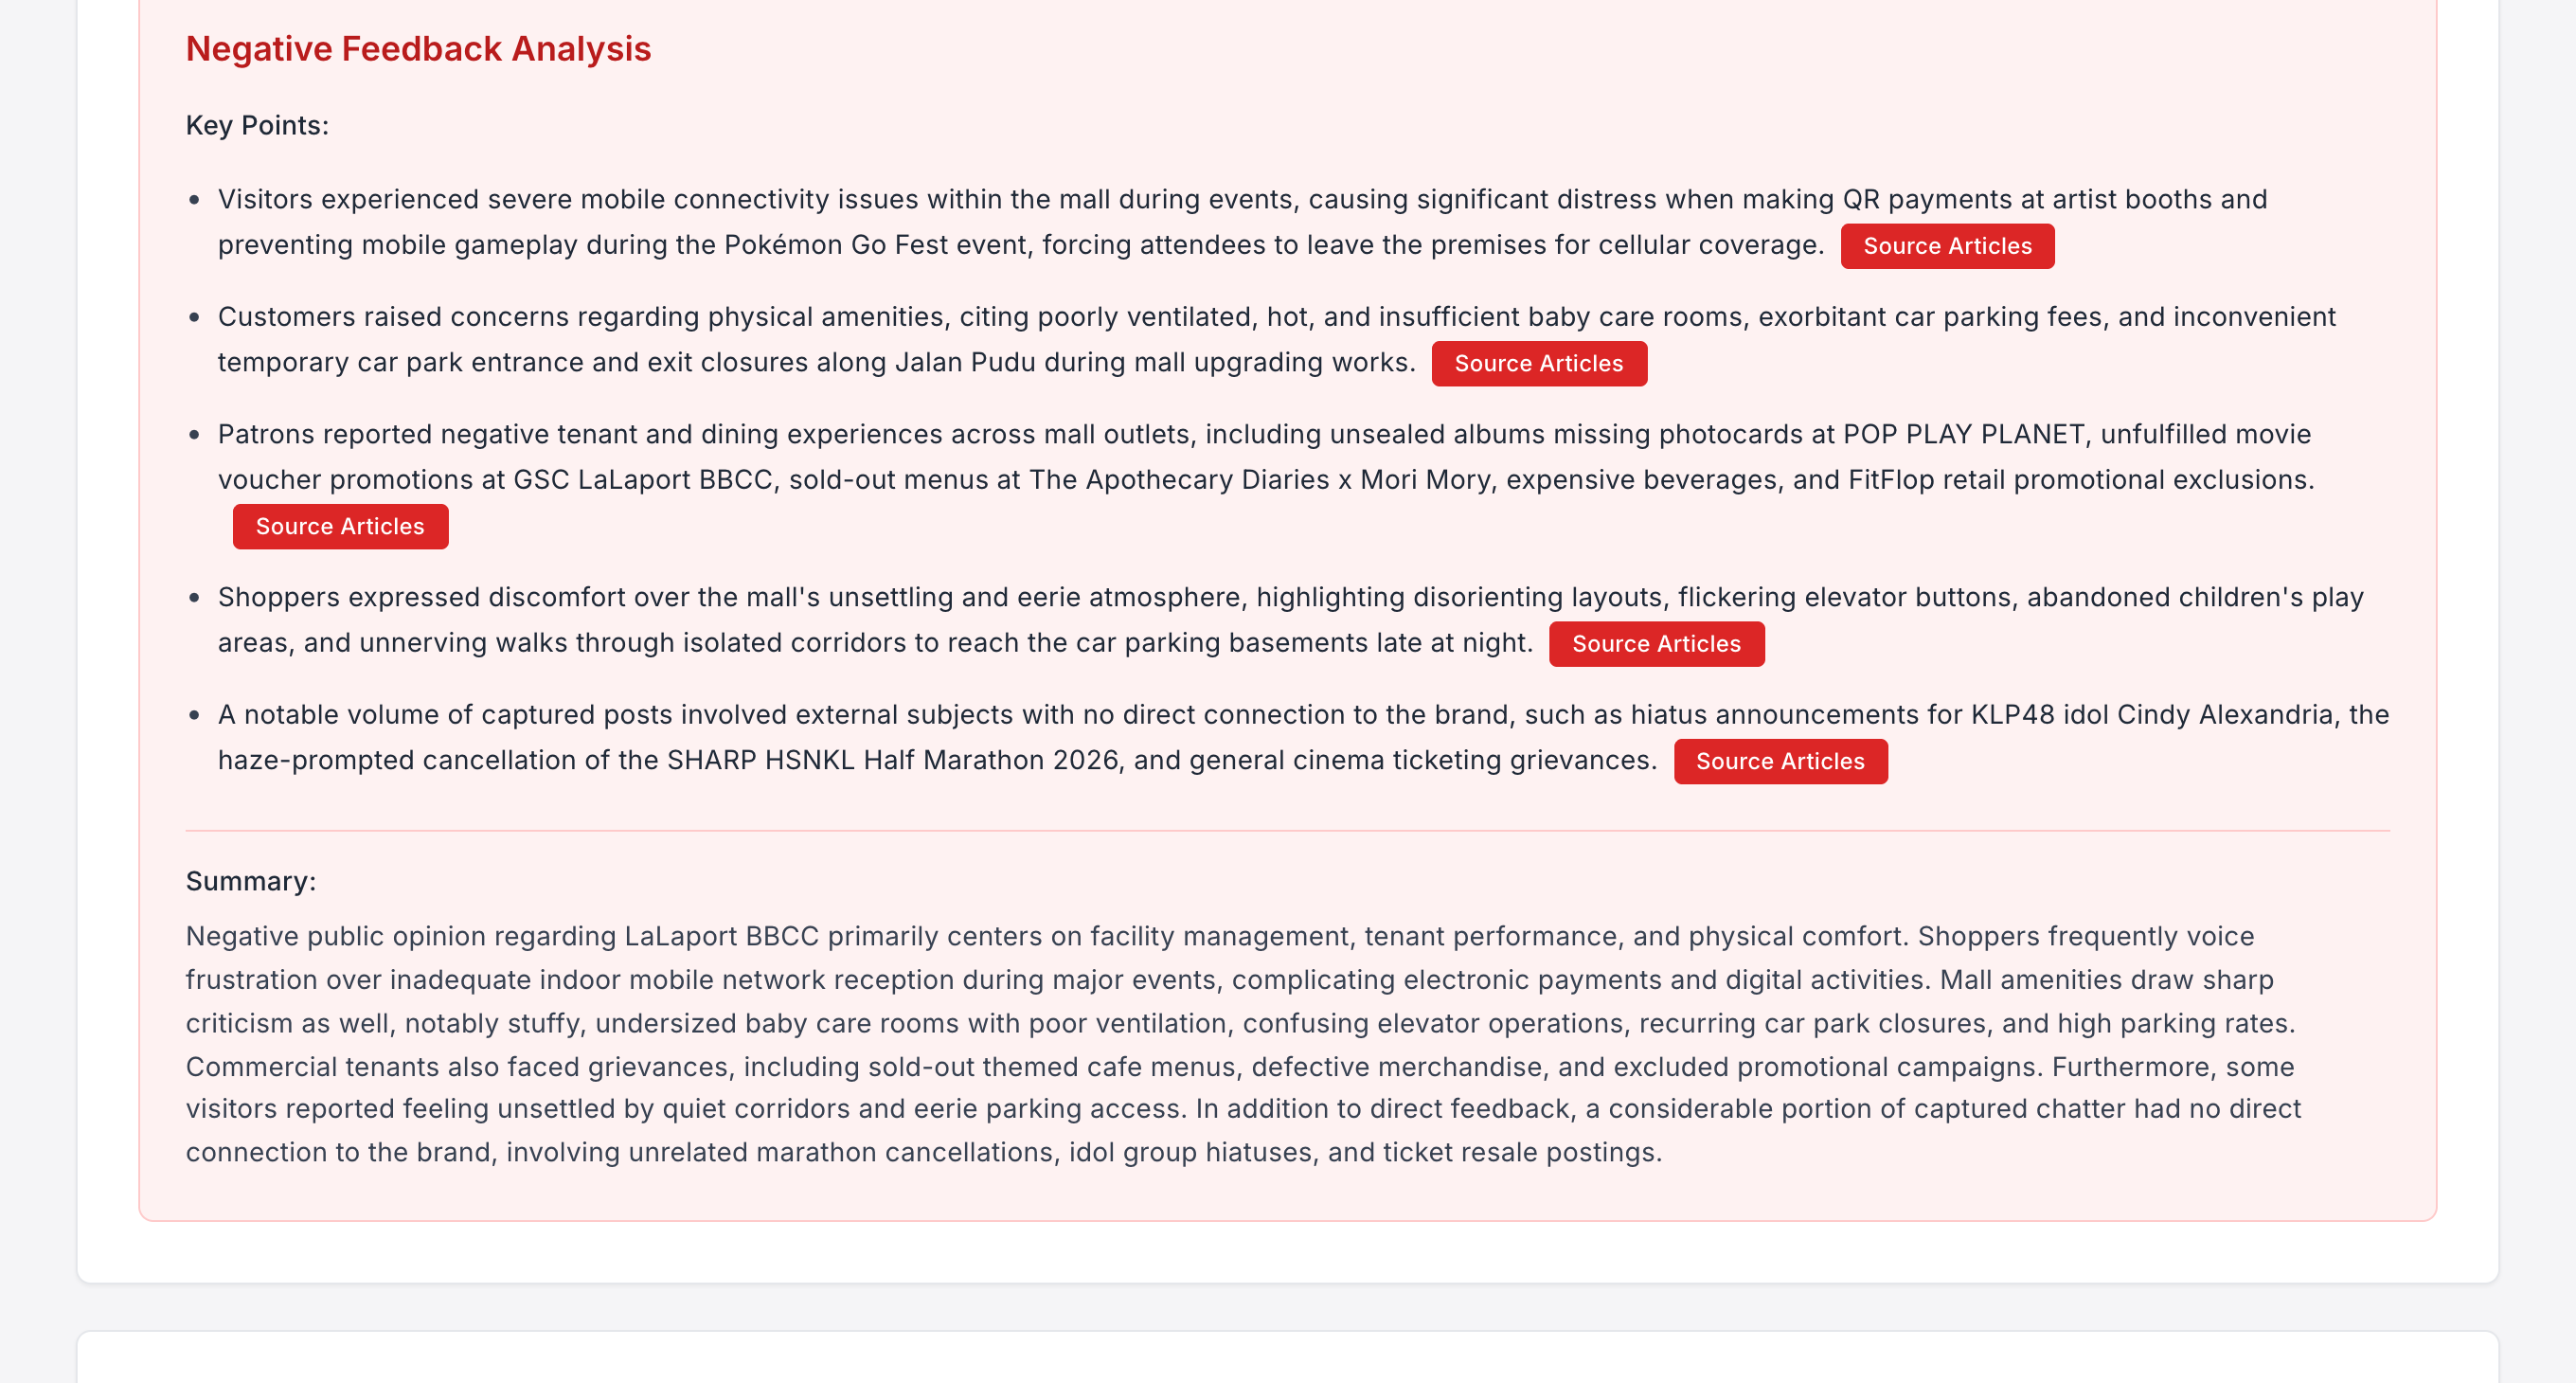 Negative Feedback Analysis
Key Points:
• Visitors experienced severe mobile connectivity issues within the mall during events, causing significant distress when making QR payments at artist booths and
preventing mobile gameplay during the Pokémon Go Fest event, forcing attendees to leave the premises for cellular coverage. Source Articles
• Customers raised concerns regarding physical amenities, citing poorly ventilated, hot, and insufficient baby care rooms, exorbitant car parking fees, and inconvenient
temporary car park entrance and exit closures along Jalan Pudu during mall upgrading works. Source Articles
• Patrons reported negative tenant and dining experiences across mall outlets, including unsealed albums missing photocards at POP PLAY PLANET, unfulfilled movie
voucher promotions at GSC LaLaport BBCC, sold-out menus at The Apothecary Diaries x Mori Mory, expensive beverages, and FitFlop retail promotional exclusions.
Source Articles
• Shoppers expressed discomfort over the mall's unsettling and eerie atmosphere, highlighting disorienting layouts, flickering elevator buttons, abandoned children's play
areas, and unnerving walks through isolated corridors to reach the car parking basements late at night. Source Articles
• A notable volume of captured posts involved external subjects with no direct connection to the brand, such as hiatus announcements for KLP48 idol Cindy Alexandria, the
haze-prompted cancellation of the SHARP HSNKL Half Marathon 2026, and general cinema ticketing grievances. Source Articles
Summary:
Negative public opinion regarding LaLaport BBCC primarily centers on facility management, tenant performance, and physical comfort. Shoppers frequently voice
frustration over inadequate indoor mobile network reception during major events, complicating electronic payments and digital activities. Mall amenities draw sharp
criticism as well, notably stuffy, undersized baby care rooms with poor ventilation, confusing elevator operations, recurring car park closures, and high parking rates.
Commercial tenants also faced grievances, including sold-out themed cafe menus, defective merchandise, and excluded promotional campaigns. Furthermore, some
visitors reported feeling unsettled by quiet corridors and eerie parking access. In addition to direct feedback, a considerable portion of captured chatter had no direct
connection to the brand, involving unrelated marathon cancellations, idol group hiatuses, and ticket resale postings.